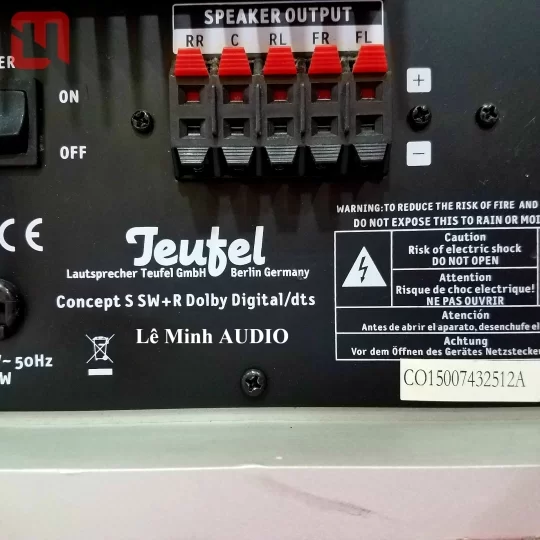 SPEAKER OUTPUT
RR C RL FR FL
ER
ON
+
OFF
−
WARNING: TO REDUCE THE RISK OF FIRE AND
DO NOT EXPOSE THIS TO RAIN OR MOI
CE
Teufel
Lautsprecher Teufel GmbH Berlin Germany
Concept S SW+R Dolby Digital/dts
Lê Minh AUDIO
~ 50Hz
W
Caution
Risk of electric shock
DO NOT OPEN
Attention
Risque de choc electrique!
NE PAS OUVRIR
Atención
Antes de abrir el aparato, desenchufe el
Achtung
Vor dem Öffnen des Gerätes Netzstecke
CO15007432512A